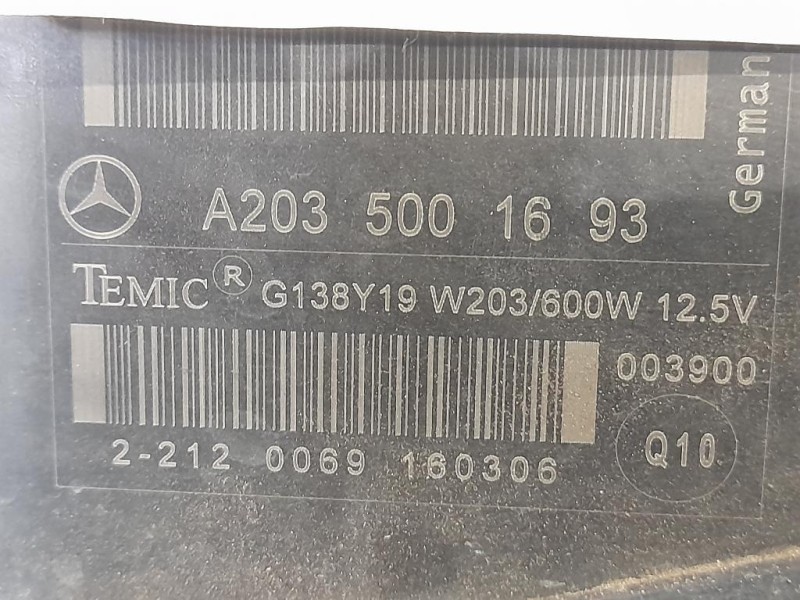 A203 500 16 93
German
TEMIC ® G138Y19 W203/600W 12.5V
003900
2-212 0069 160306
Q10